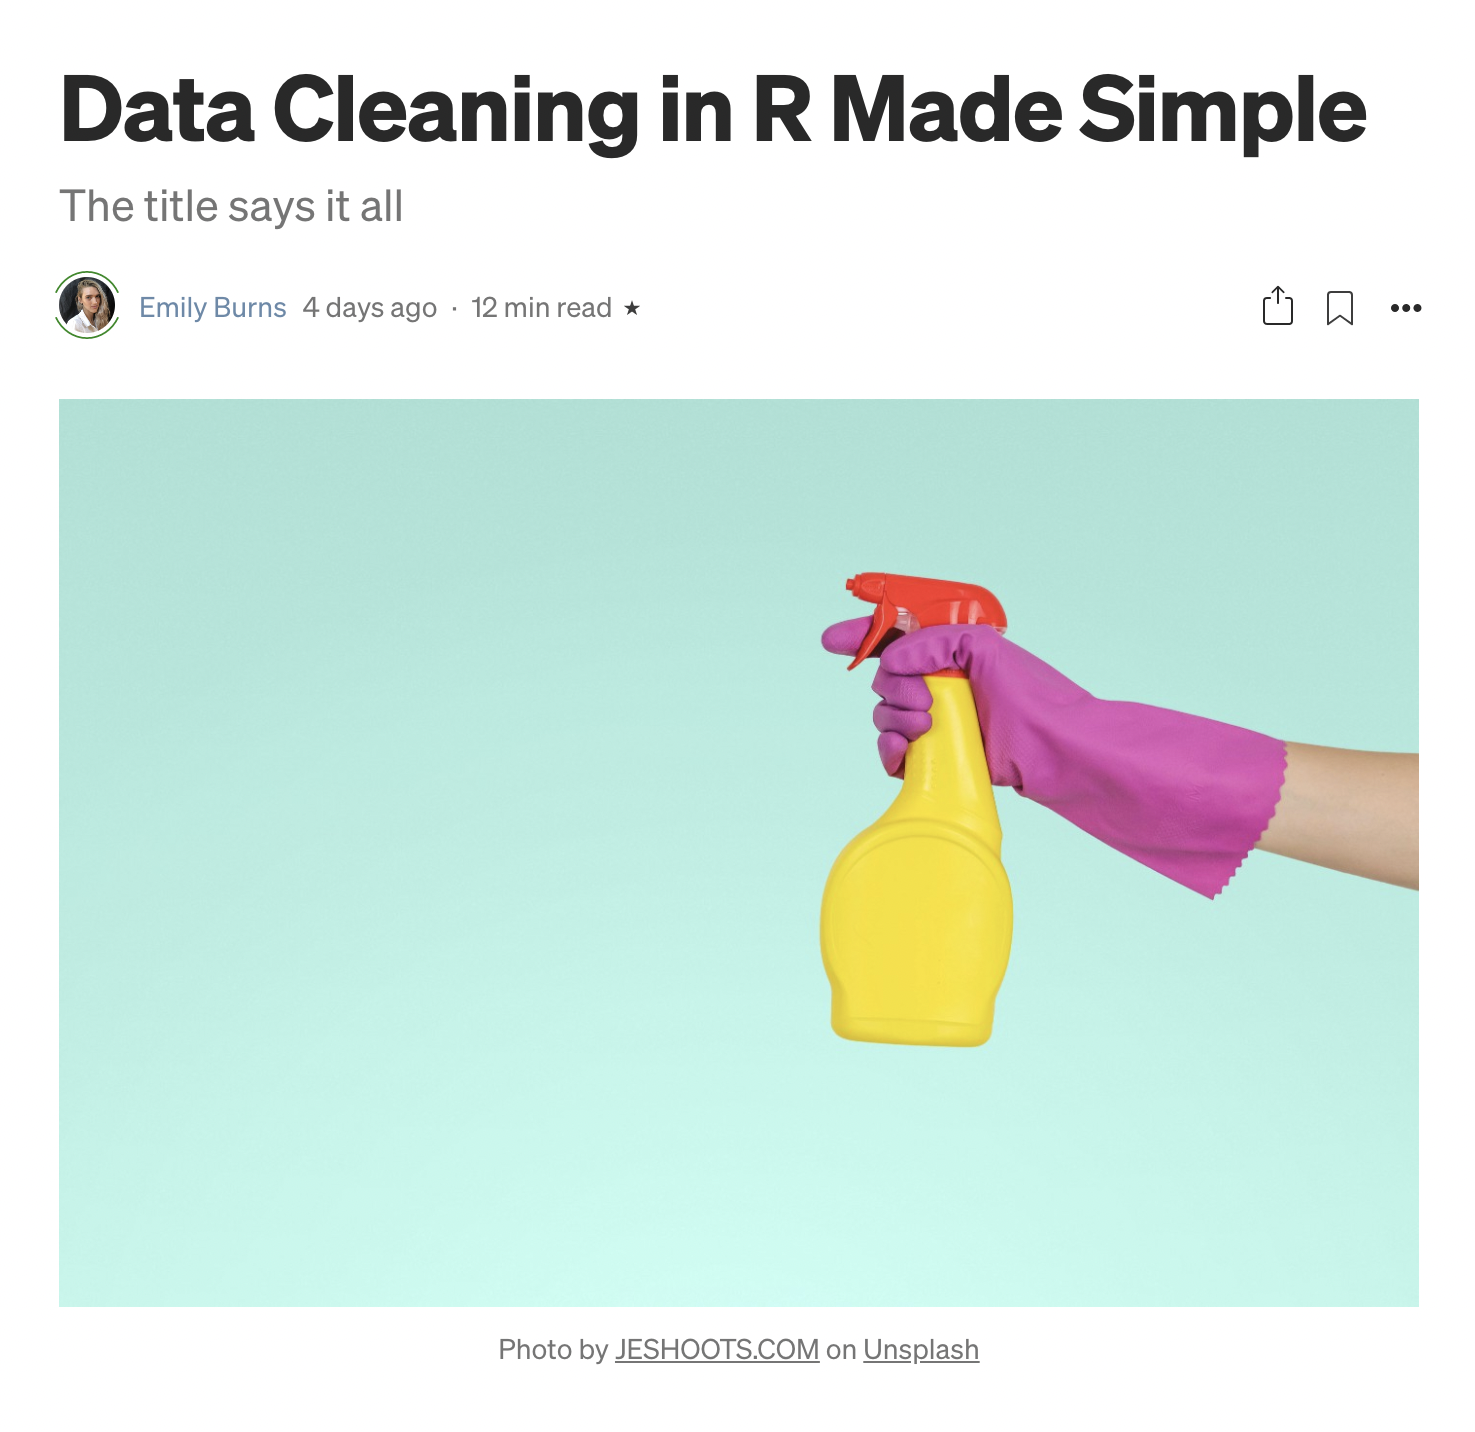 Data Cleaning in R Made Simple
The title says it all
Emily Burns 4 days ago · 12 min read ★
Photo by JESHOOTS.COM on Unsplash